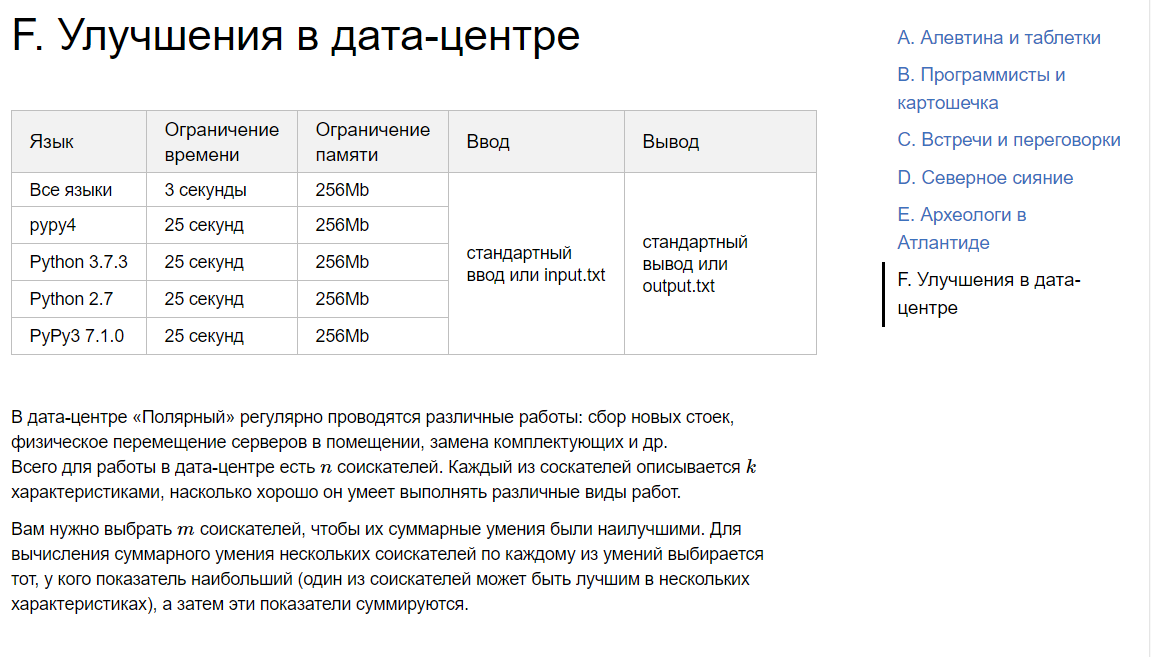 F. Улучшения в дата-центре
Язык
Ограничение
времени
Ограничение
памяти
Ввод
Вывод
Все языки
3 секунды
256Mb
pypy4
25 секунд
256Mb
Python 3.7.3
25 секунд
256Mb
Python 2.7
25 секунд
256Mb
PyPy3 7.1.0
25 секунд
256Mb
стандартный
ввод или input.txt
стандартный
вывод или
output.txt
В дата-центре «Полярный» регулярно проводятся различные работы: сбор новых стоек,
физическое перемещение серверов в помещении, замена комплектующих и др.
Всего для работы в дата-центре есть n соискателей. Каждый из соскателей описывается k
характеристиками, насколько хорошо он умеет выполнять различные виды работ.
Вам нужно выбрать m соискателей, чтобы их суммарные умения были наилучшими. Для
вычисления суммарного умения нескольких соискателей по каждому из умений выбирается
тот, у кого показатель наибольший (один из соискателей может быть лучшим в нескольких
характеристиках), а затем эти показатели суммируются.
A. Алевтина и таблетки
B. Программисты и
картошечка
C. Встречи и переговорки
D. Северное сияние
E. Археологи в
Атлантиде
F. Улучшения в дата-
центре